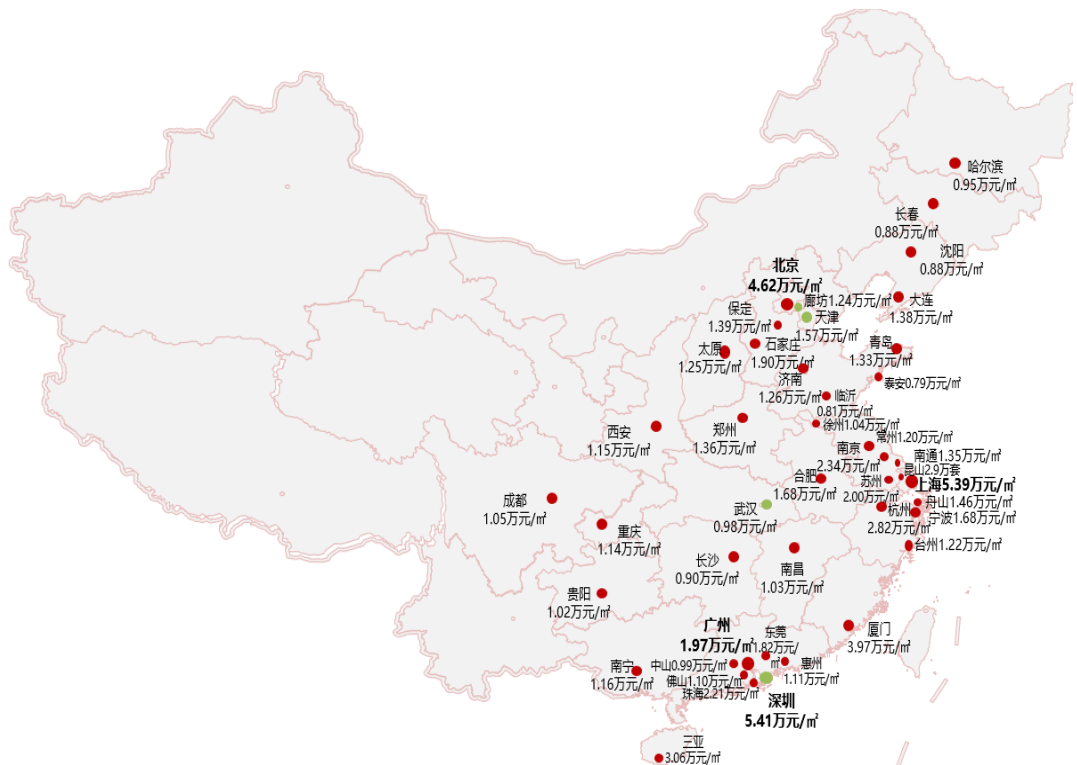 哈尔滨
0.95万元/㎡
长春
0.88万元/㎡
沈阳
0.88万元/㎡
北京
4.62万元/㎡
廊坊1.24万元/㎡
大连
1.38万元/㎡
保定
1.39万元/㎡
天津
1.57万元/㎡
太原
1.25万元/㎡
石家庄
1.90万元/㎡
青岛
1.33万元/㎡
济南
1.26万元/㎡
泰安0.79万元/㎡
临沂
0.81万元/㎡
徐州1.04万元/㎡
西安
1.15万元/㎡
郑州
1.36万元/㎡
常州1.20万元/㎡
南京
2.34万元/㎡
南通1.35万元/㎡
昆山2.9万套
合肥
1.68万元/㎡
苏州
2.00万元/㎡
上海5.39万元/㎡
舟山1.46万元/㎡
杭州
2.82万元/㎡
宁波1.68万元/㎡
成都
1.05万元/㎡
武汉
0.98万元/㎡
重庆
1.14万元/㎡
台州1.22万元/㎡
长沙
0.90万元/㎡
南昌
1.03万元/㎡
贵阳
1.02万元/㎡
广州
1.97万元/㎡
东莞
1.82万元/
㎡
厦门
3.97万元/㎡
南宁
1.16万元/㎡
中山0.99万元/㎡
惠州
1.11万元/㎡
佛山1.10万元/㎡
珠海2.21万元/㎡
深圳
5.41万元/㎡
三亚
3.06万元/㎡